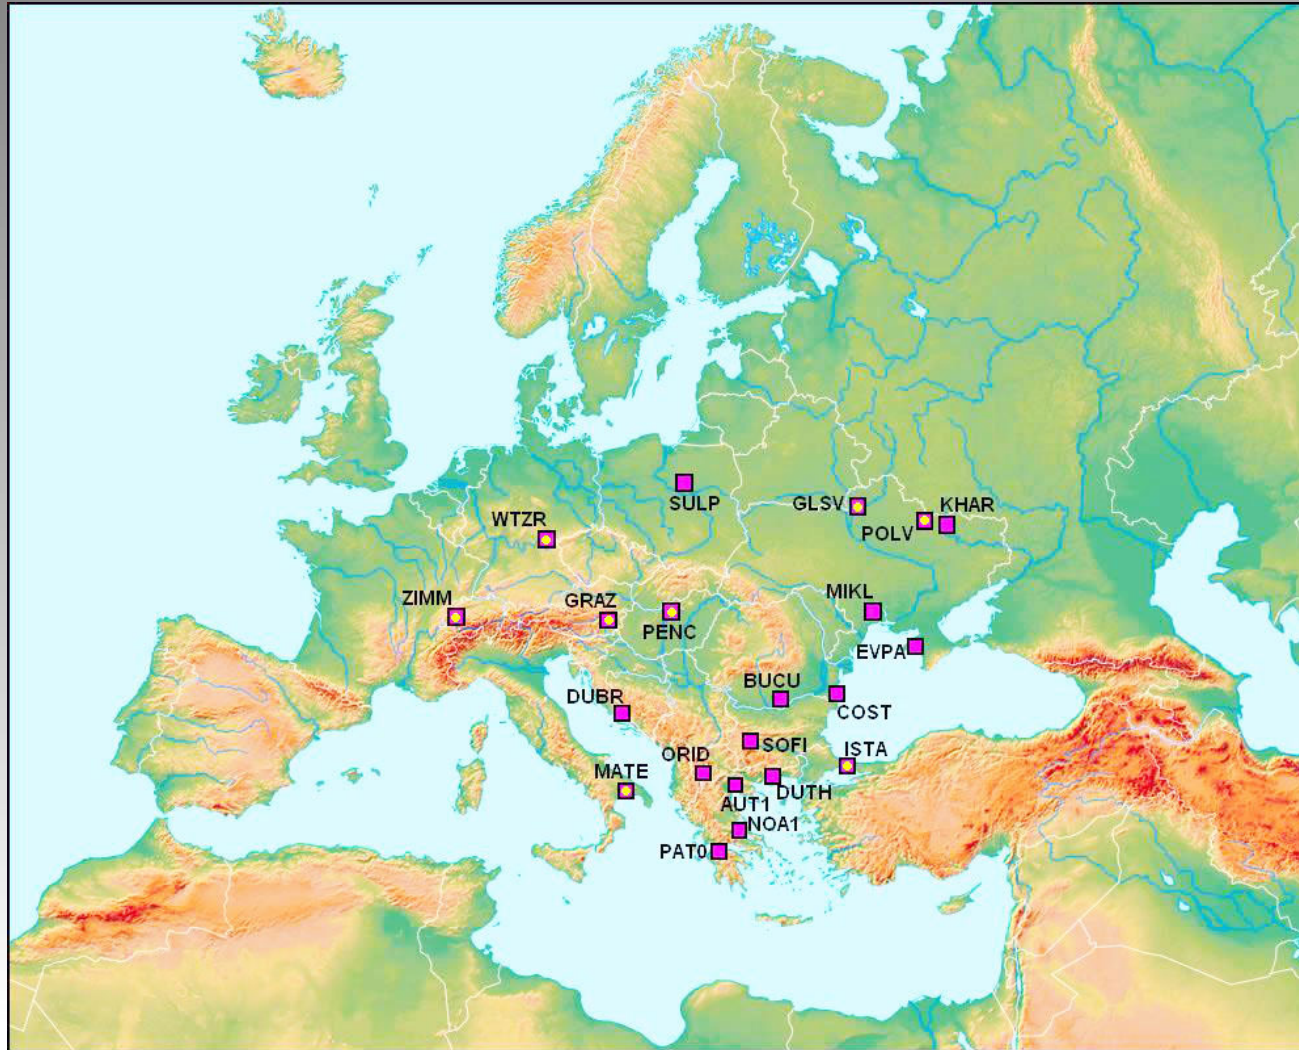 SULP
GLSV
KHAR
POLV
WTZR
ZIMM
GRAZ
PENC
MIKL
EVPA
BUCU
COST
DUBR
SOFI
ISTA
ORID
MATE
DUTH
AUT1
NOA1
PAT0